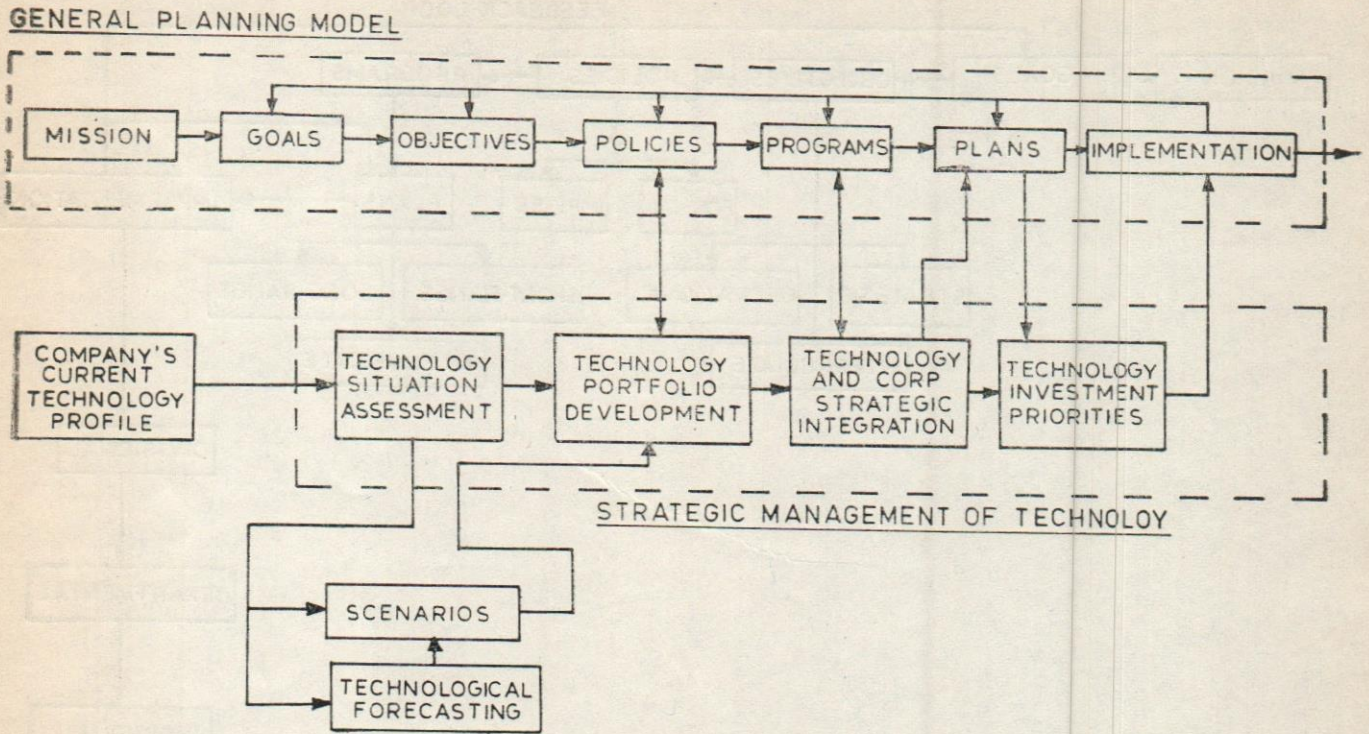 GENERAL PLANNING MODEL
MISSION
GOALS
OBJECTIVES
POLICIES
PROGRAMS
PLANS
IMPLEMENTATION
COMPANY'S
CURRENT
TECHNOLOGY
PROFILE
TECHNOLOGY
SITUATION
ASSESSMENT
TECHNOLOGY
PORTFOLIO
DEVELOPMENT
TECHNOLOGY
AND CORP
STRATEGIC
INTEGRATION
TECHNOLOGY
INVESTMENT
PRIORITIES
STRATEGIC MANAGEMENT OF TECHNOLOY
SCENARIOS
TECHNOLOGICAL
FORECASTING